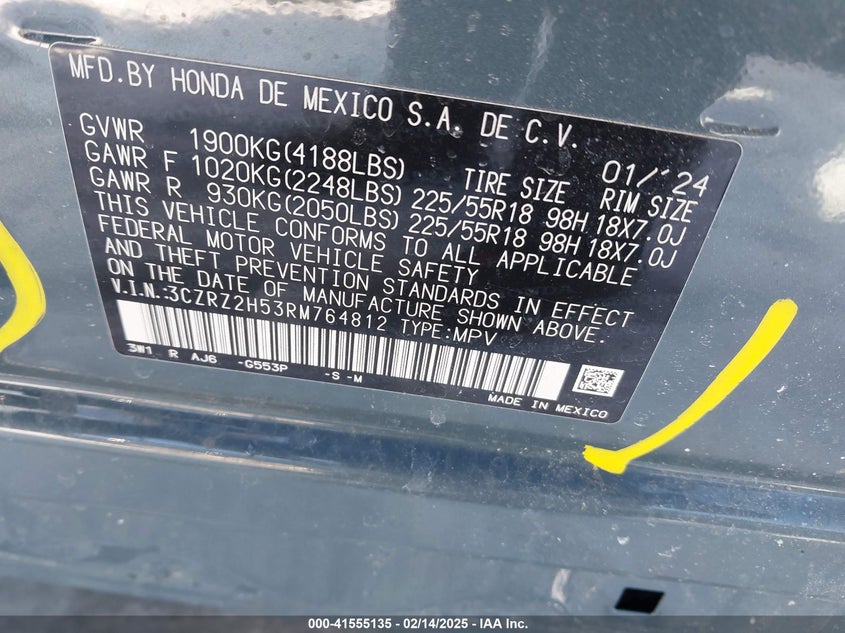 MFD.BY HONDA DE MEXICO S.A. DE C.V. 01/'24
GVWR 1900KG(4188LBS) TIRE SIZE RIM SIZE
GAWR F 1020KG(2248LBS) 225/55R18 98H 18X7.0J
GAWR R 930KG(2050LBS) 225/55R18 98H 18X7.0J
THIS VEHICLE CONFORMS TO ALL APPLICABLE
FEDERAL MOTOR VEHICLE SAFETY
AND THEFT PREVENTION STANDARDS IN EFFECT
ON THE DATE OF MANUFACTURE SHOWN ABOVE.
V.I.N.:3CZRZ2H53RM764812 TYPE:MPV
3W1 R AJ6 -G553P -S -M
MADE IN MEXICO
000-41555135 - 02/14/2025 - IAA Inc.